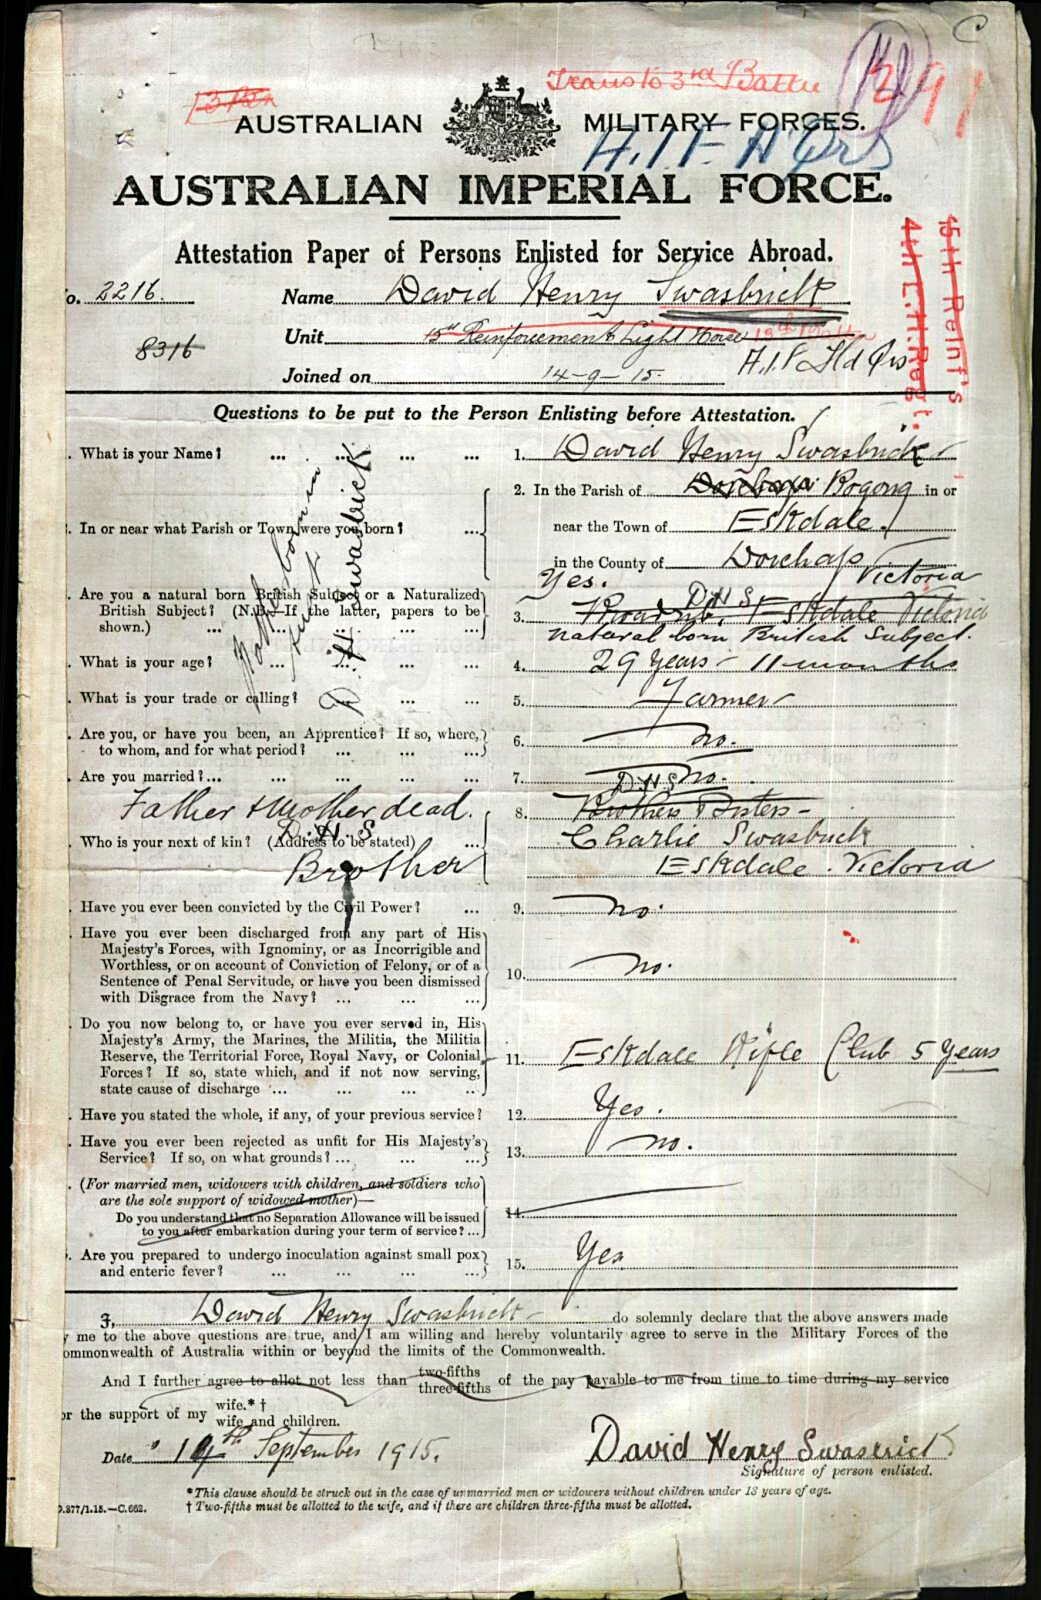 Trans to 3rd Battn
AUSTRALIAN MILITARY FORCES.
A.I.F. H'Qrs
AUSTRALIAN IMPERIAL FORCE.
Attestation Paper of Persons Enlisted for Service Abroad.
15th Reinf's
4th L.H. Regt.
o. 2216. Name David Henry Swasbrick
8316 Unit 15th Reinforcements Light Horse
A.I.F Hd Qrs
Joined on 14-9-15.
Questions to be put to the Person Enlisting before Attestation.
. What is your Name? ... ... ... ... 1. David Henry Swasbrick
. In or near what Parish or Town were you born? ... 2. In the Parish of Bogong in or
near the Town of Eskdale.
in the County of
Victoria
Yes.
. Are you a natural born British Subject or a Naturalized British Subject? (N.B.—If the latter, papers to be shown.) ... ... ... ... 3. D H S Eskdale Victoria
natural born British Subject.
Father born in
D. H. Swasbrick
. What is your age? ... ... ... ... 4. 29 years - 11 months
. What is your trade or calling? ... ... ... 5. Farmer
. Are you, or have you been, an Apprentice? If so, where, to whom, and for what period? ... ... ... 6. no.
. Are you married? ... ... ... ... ... 7. no.
Father & Mother dead.
D. H. S
. Who is your next of kin? (Address to be stated) ... 8. D.H.S Brothers Sisters -
Charlie Swasbrick
Brother
Eskdale. Victoria
. Have you ever been convicted by the Civil Power? ... 9. no.
. Have you ever been discharged from any part of His
Majesty's Forces, with Ignominy, or as Incorrigible and
Worthless, or on account of Conviction of Felony, or of a
Sentence of Penal Servitude, or have you been dismissed
with Disgrace from the Navy? ... ... ... 10. no.
. Do you now belong to, or have you ever served in, His
Majesty's Army, the Marines, the Militia, the Militia
Reserve, the Territorial Force, Royal Navy, or Colonial
Forces? If so, state which, and if not now serving,
state cause of discharge ... ... ... 11. Eskdale Rifle Club 5 years
. Have you stated the whole, if any, of your previous service? 12. Yes.
. Have you ever been rejected as unfit for His Majesty's
Service? If so, on what grounds? ... ... ... 13. no.
. (For married men, widowers with children, and soldiers who
are the sole support of widowed mother)—
Do you understand that no Separation Allowance will be issued
to you after embarkation during your term of service? ... 14.
. Are you prepared to undergo inoculation against small pox
and enteric fever? ... ... ... ... 15. Yes
I, David Henry Swasbrick do solemnly declare that the above answers made
y me to the above questions are true, and I am willing and hereby voluntarily agree to serve in the Military Forces of the
ommonwealth of Australia within or beyond the limits of the Commonwealth.
And I further agree to allot not less than two-fifths three-fifths of the pay payable to me from time to time during my service
or the support of my wife.*† wife and children.
Date 14th September 1915. David Henry Swasbrick
Signature of person enlisted.
*This clause should be struck out in the case of unmarried men or widowers without children under 18 years of age.
† Two-fifths must be allotted to the wife, and if there are children three-fifths must be allotted.
D.877/1.15.—C.662.